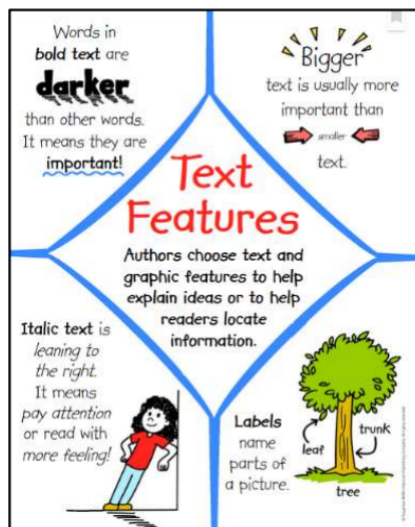 Words in
bold text are
darker
than other words.
It means they are
important!
Bigger
text is usually more
important than
smaller
text.
Text
Features
Authors choose text and
graphic features to help
explain ideas or to help
readers locate
information.
Italic text is
leaning to
the right.
It means
pay attention
or read with
more feeling!
Labels
name
parts of
a picture.
leaf
trunk
tree